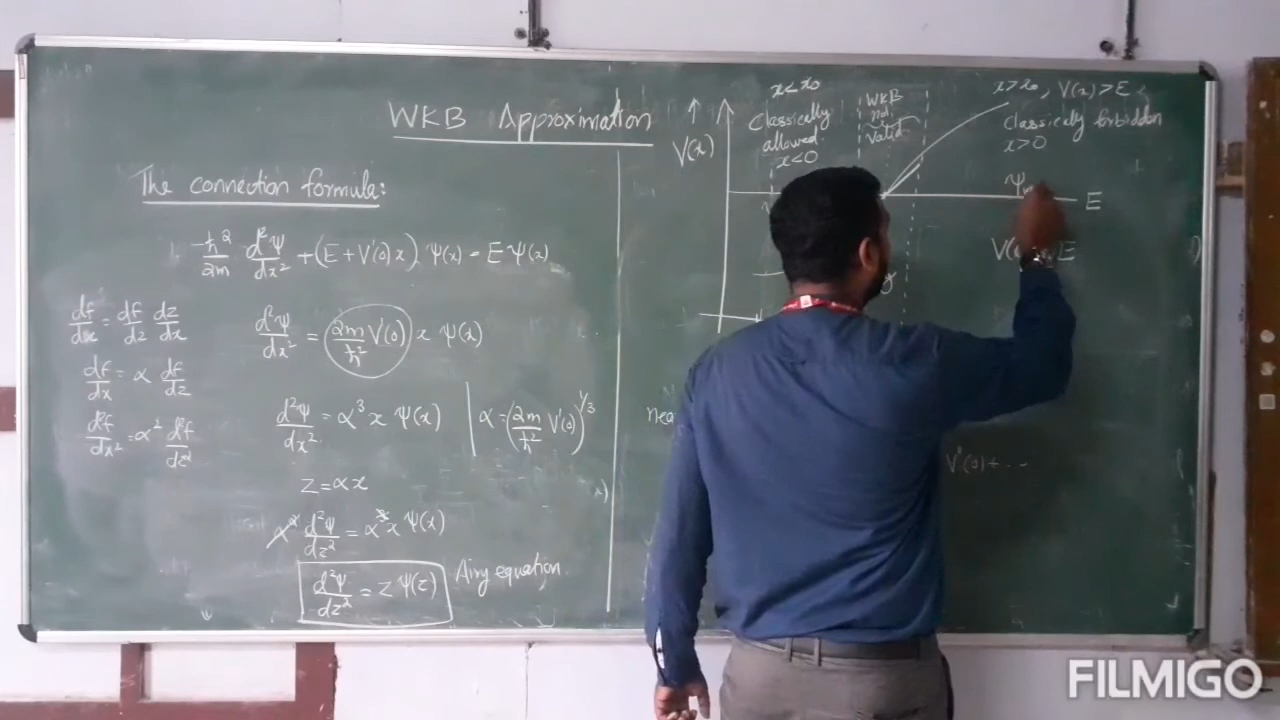 WKB Approximation
The connection formula:
-ħ²/2m d²ψ/dx² + (E + V'(0)x) ψ(x) = E ψ(x)
df/dx = df/dz dz/dx
d²ψ/dx² = (2m/ħ² V'(0)) x ψ(x)
df/dx = α df/dz
d²ψ/dx² = α³ x ψ(x)
α = (2m/ħ² V'(0))^1/3
d²f/dx² = α² d²f/dz²
z = αx
α² d²ψ/dz² = α³ x ψ(x)
d²ψ/dz² = z ψ(z)
Airy equation
V(x) ↑
x < x₀
Classically
allowed
x < 0
WKB
not
Valid
x > x₀, V(x) > E
Classically forbidden
x > 0
ψ
E
E
V''(0) + ...
FILMIGO